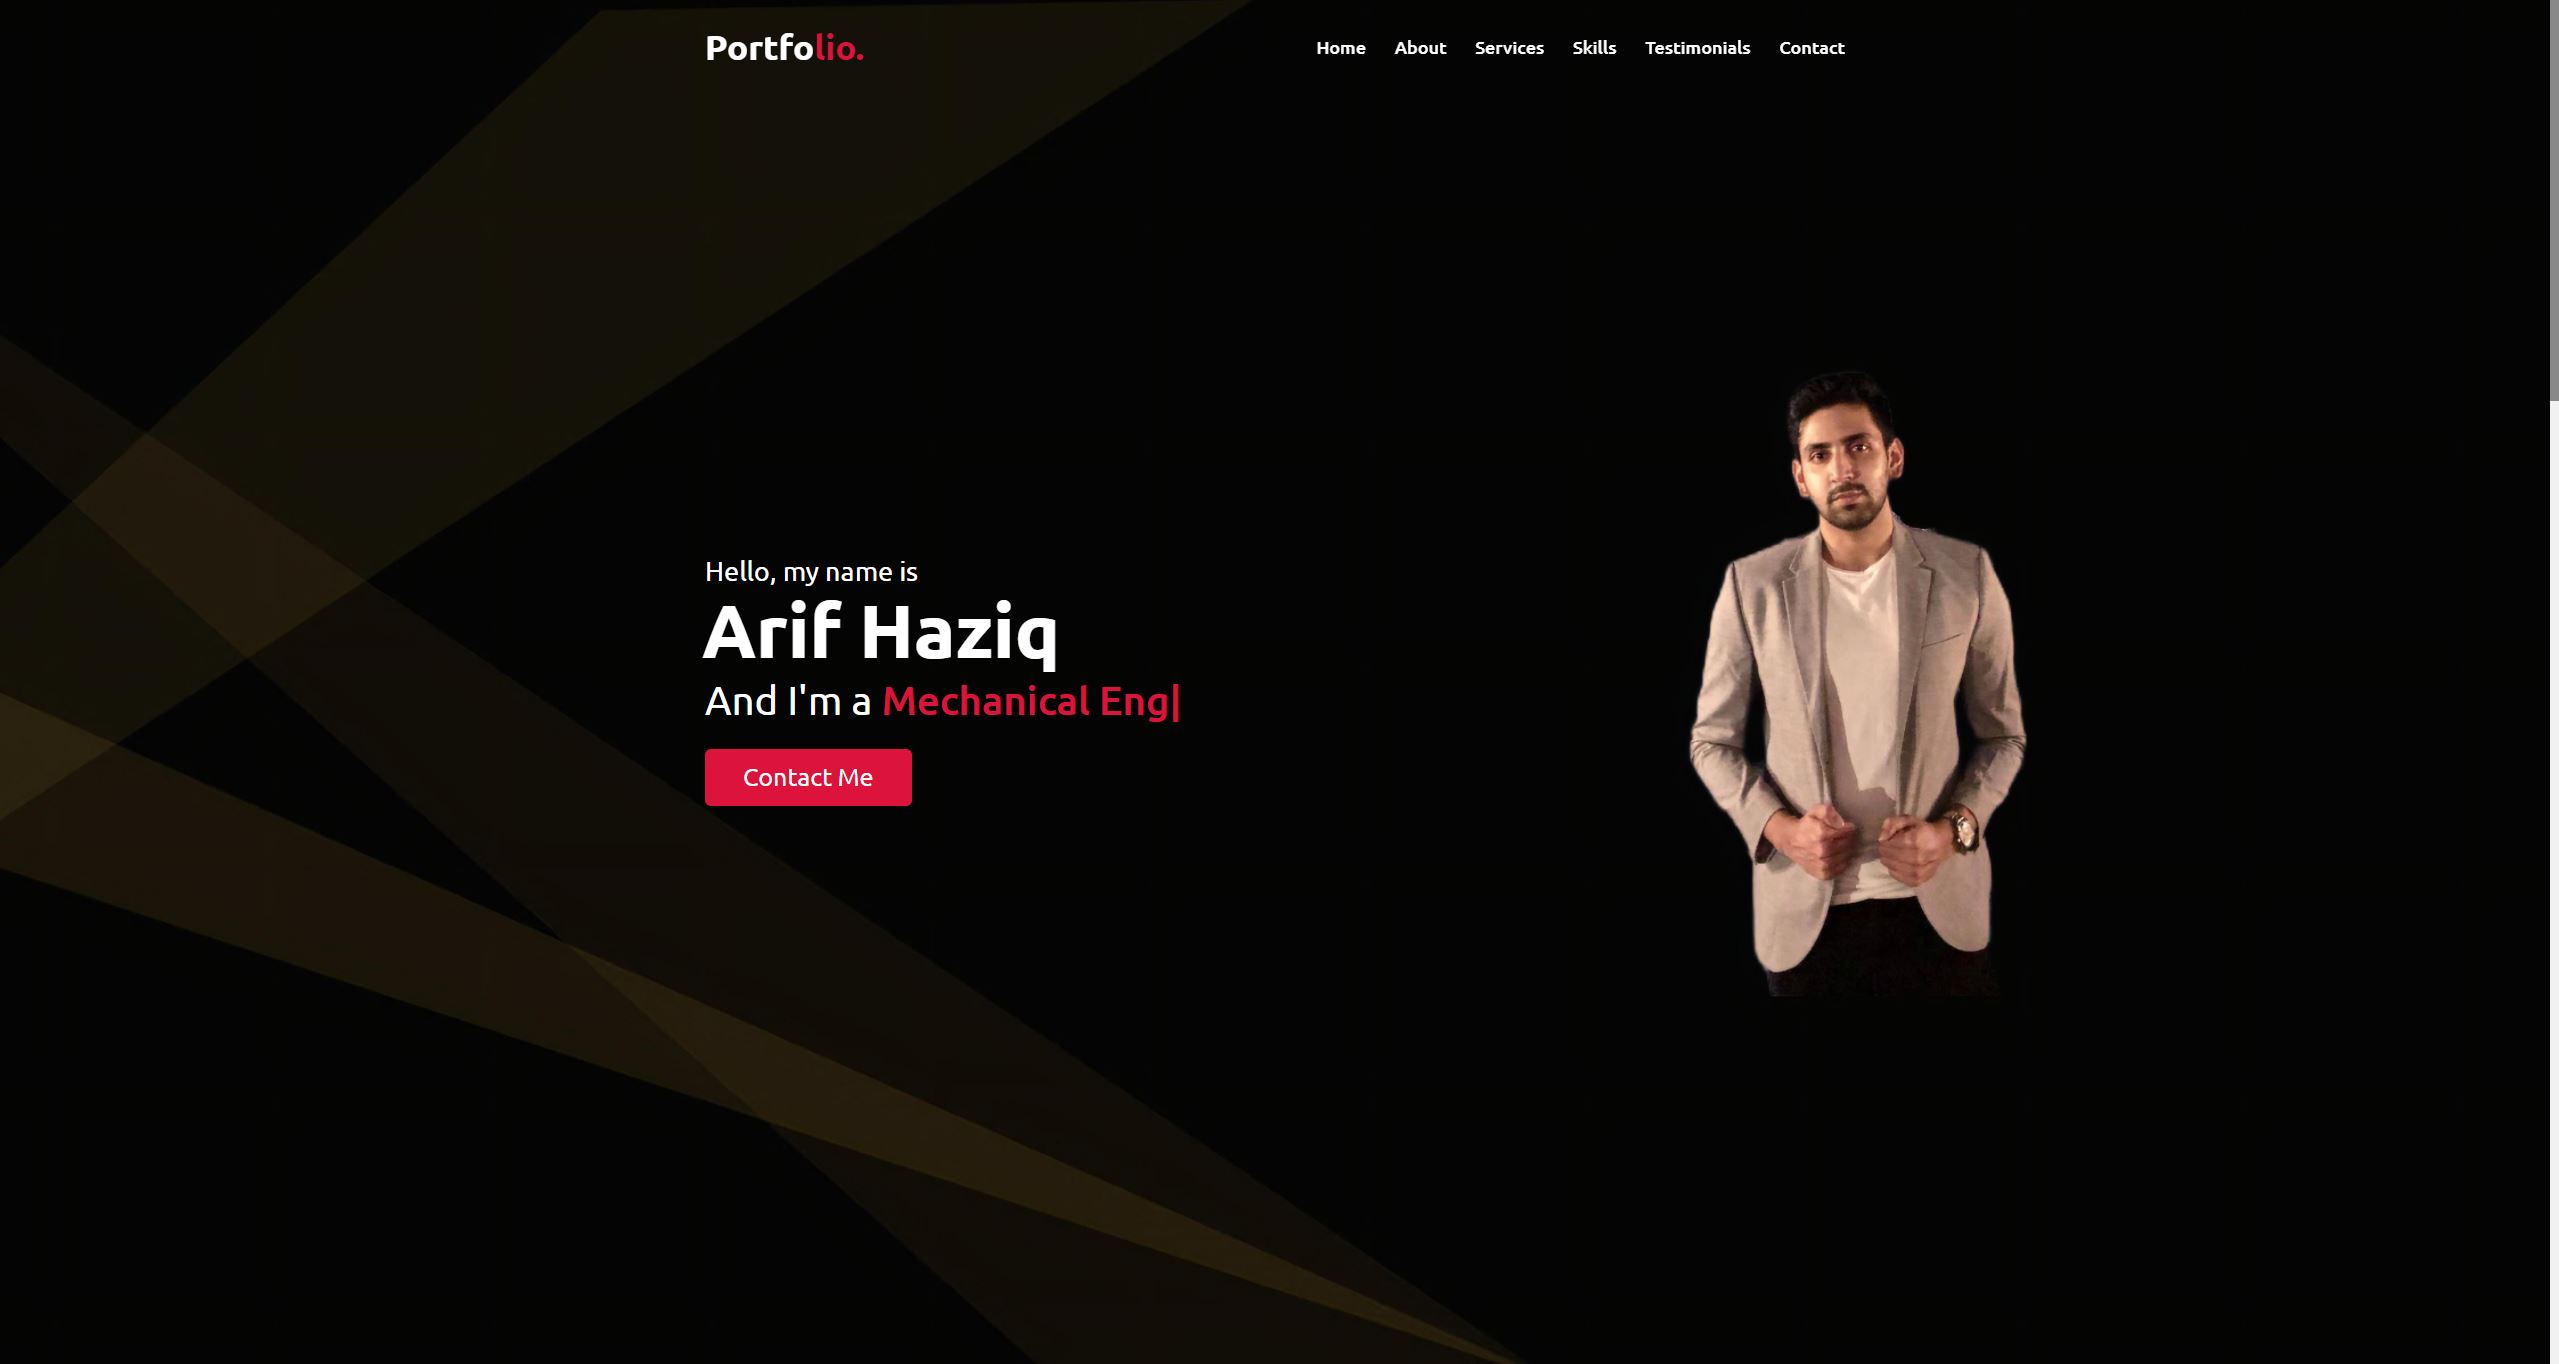 Portfolio.
Home About Services Skills Testimonials Contact
Hello, my name is
Arif Haziq
And I'm a Mechanical Eng|
Contact Me